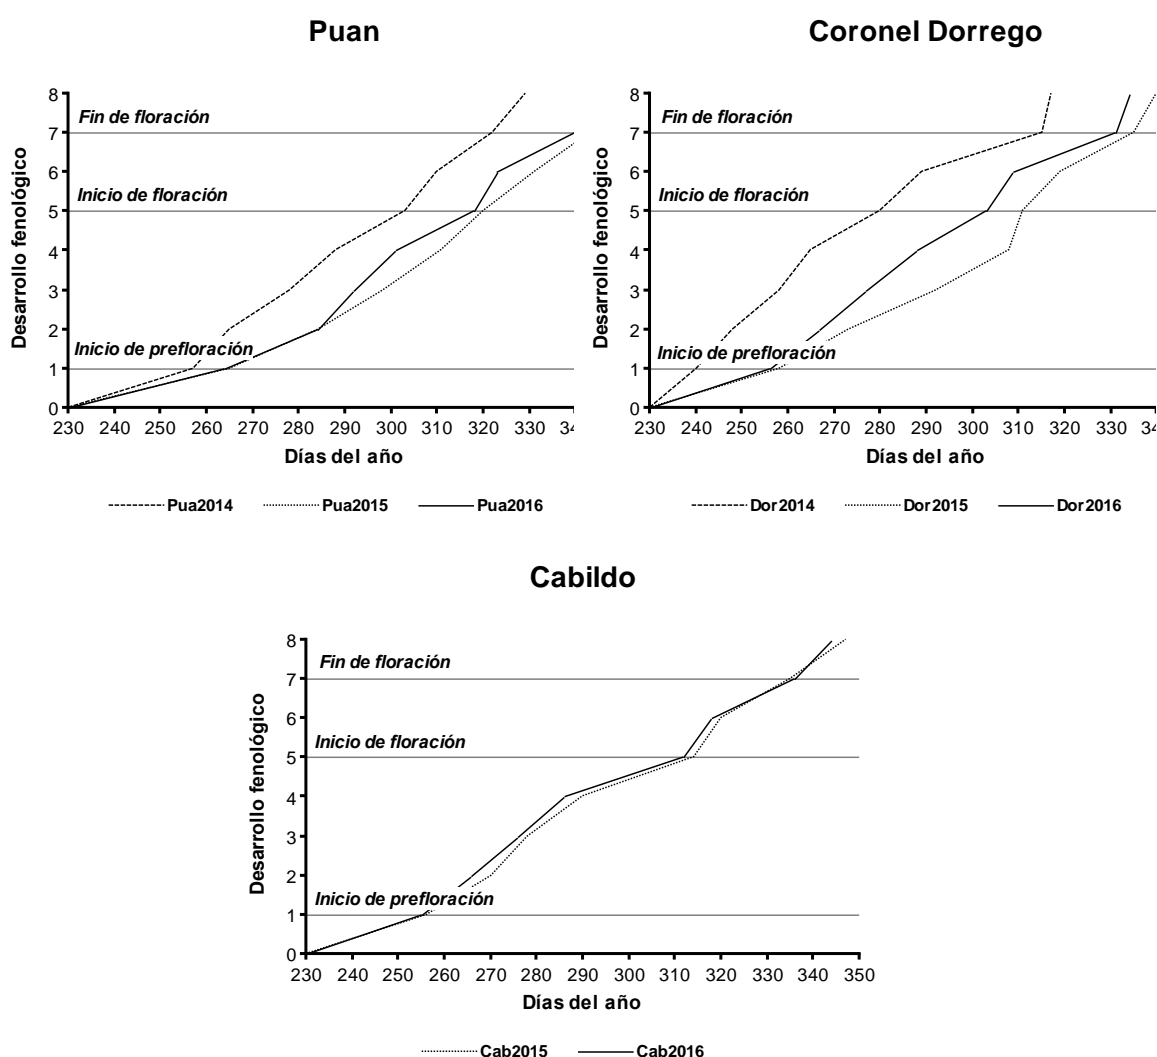 Puan
Coronel Dorrego
8
Fin de floración
7
6
Inicio de floración
5
4
3
2
Inicio de prefloración
1
0
Desarrollo fenológico
230 240 250 260 270 280 290 300 310 320 330 34
Días del año
Pua2014 Pua2015 Pua2016
8
Fin de floración
7
6
Inicio de floración
5
4
3
2
Inicio de prefloración
1
0
Desarrollo fenológico
230 240 250 260 270 280 290 300 310 320 330 34
Días del año
Dor2014 Dor2015 Dor2016
Cabildo
8
Fin de floración
7
6
Inicio de floración
5
4
3
2
Inicio de prefloración
1
0
Desarrollo fenológico
230 240 250 260 270 280 290 300 310 320 330 340 350
Días del año
Cab2015 Cab2016